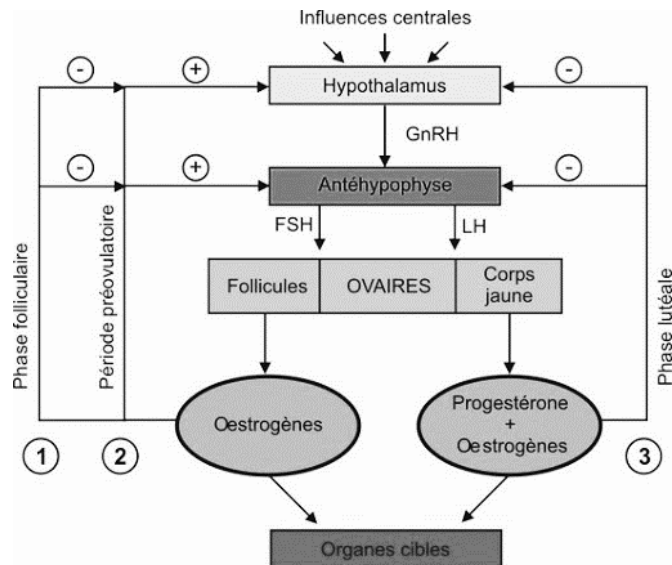 Influences centrales
-
+
-
Hypothalamus
GnRH
-
+
-
Antéhypophyse
FSH
LH
Phase folliculaire
Période préovulatoire
Phase lutéale
Follicules
OVAIRES
Corps
jaune
Oestrogènes
Progestérone
+
Oestrogènes
1
2
3
Organes cibles